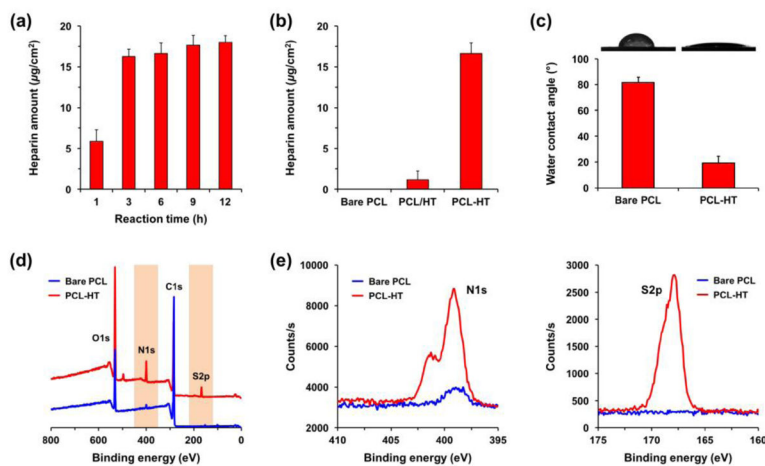 (a)
Heparin amount (µg/cm2)
20
15
10
5
0
1 3 6 9 12
Reaction time (h)
(b)
Heparin amount (µg/cm2)
20
15
10
5
0
Bare PCL PCL/HT PCL-HT
(c)
Water contact angle (°)
100
80
60
40
20
0
Bare PCL PCL-HT
(d)
Bare PCL
PCL-HT
C1s
O1s
N1s
S2p
800 600 400 200 0
Binding energy (eV)
(e)
Counts/s
10000
8000
6000
4000
2000
Bare PCL
PCL-HT
N1s
410 405 400 395
Binding energy (eV)
Counts/s
3000
2500
2000
1500
1000
500
0
Bare PCL
PCL-HT
S2p
175 170 165 160
Binding energy (eV)